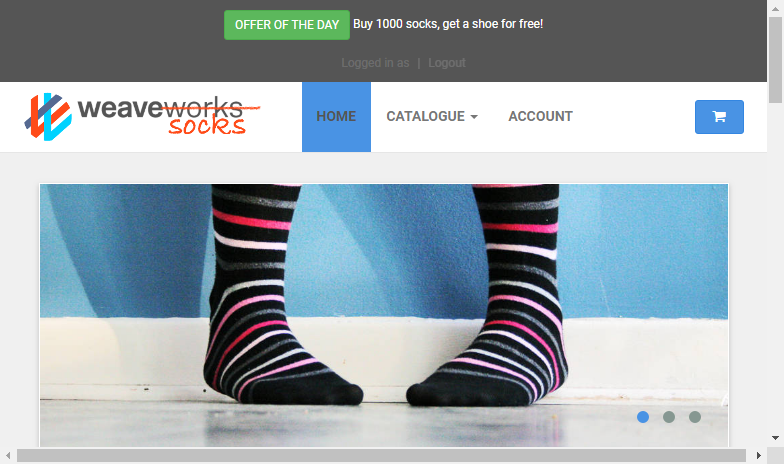 OFFER OF THE DAY Buy 1000 socks, get a shoe for free!
Logged in as | Logout
weaveworks
socks
HOME CATALOGUE ACCOUNT